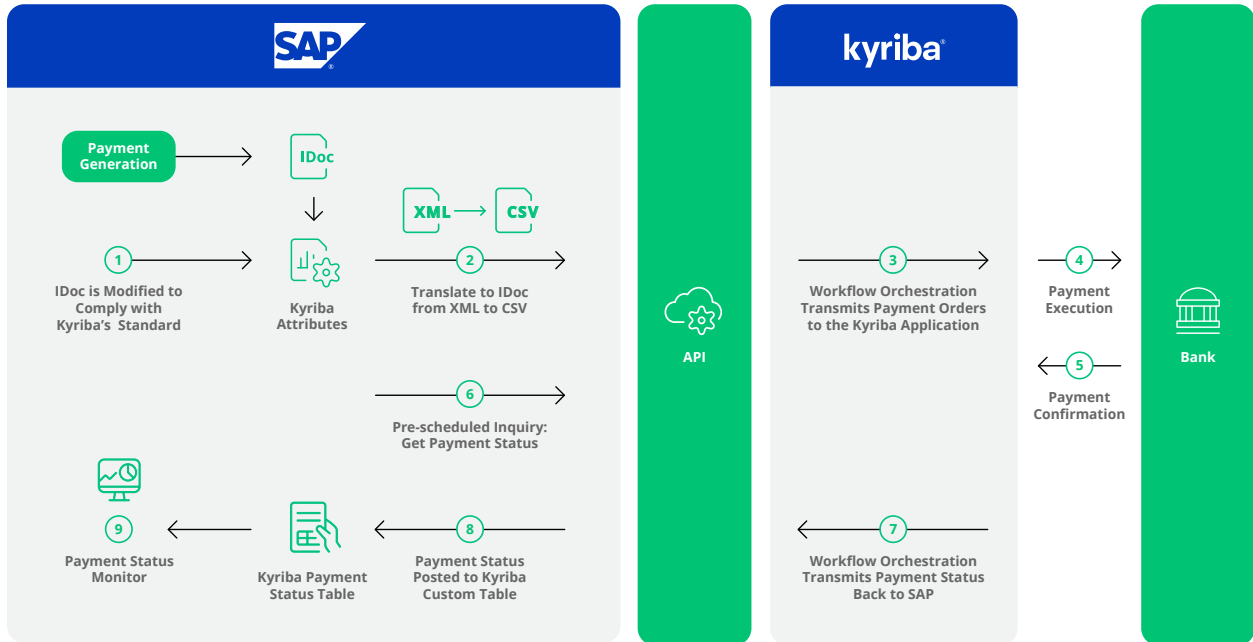 SAP®
kyriba®
Payment
Generation
IDoc
XML
CSV
1
2
3
4
IDoc is Modified to
Comply with
Kyriba's Standard
Kyriba
Attributes
Translate to IDoc
from XML to CSV
API
Workflow Orchestration
Transmits Payment Orders
to the Kyriba Application
Payment
Execution
Bank
5
Payment
Confirmation
6
Pre-scheduled Inquiry:
Get Payment Status
9
Payment Status
Monitor
Kyriba Payment
Status Table
8
Payment Status
Posted to Kyriba
Custom Table
7
Workflow Orchestration
Transmits Payment Status
Back to SAP